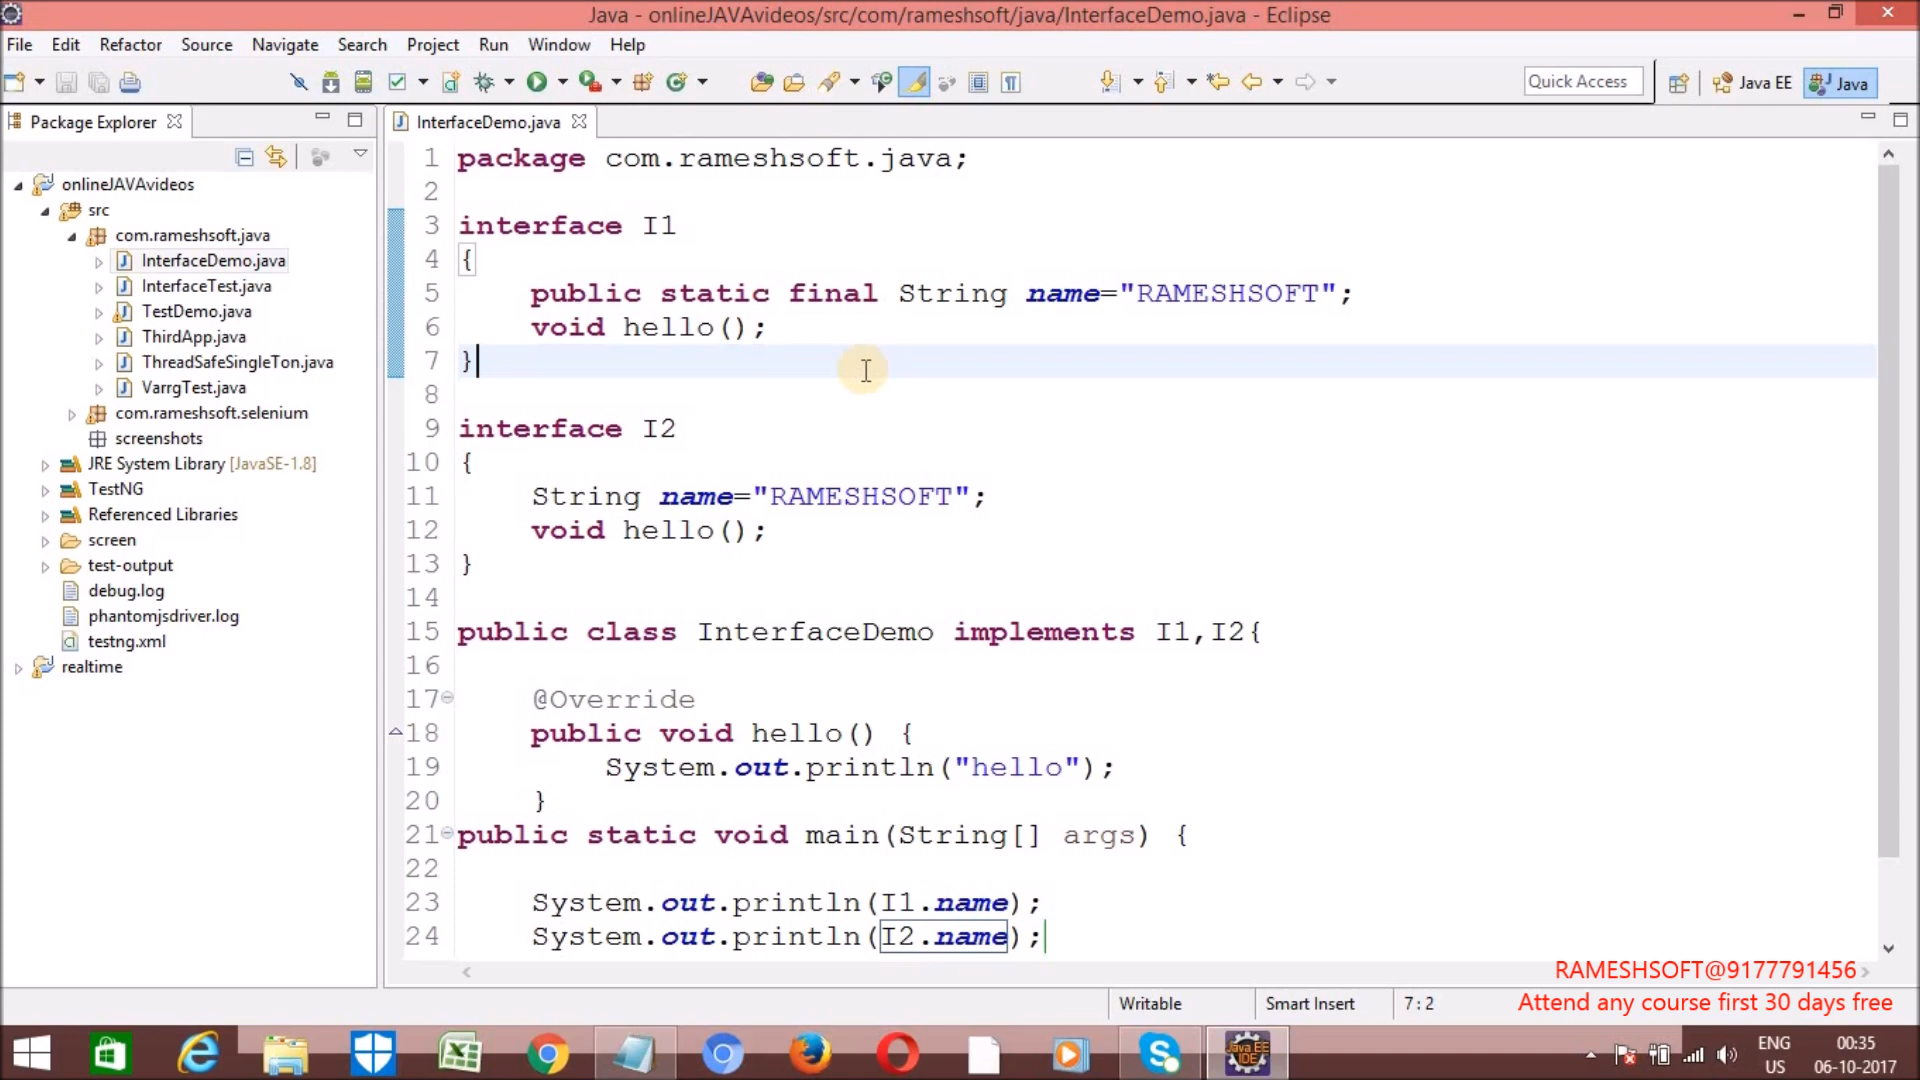 Java - onlineJAVAvideos/src/com/rameshsoft/java/InterfaceDemo.java - Eclipse
File Edit Refactor Source Navigate Search Project Run Window Help
Quick Access Java EE Java
Package Explorer
InterfaceDemo.java
onlineJAVAvideos
src
com.rameshsoft.java
InterfaceDemo.java
InterfaceTest.java
TestDemo.java
ThirdApp.java
ThreadSafeSingleTon.java
VarrgTest.java
com.rameshsoft.selenium
screenshots
JRE System Library [JavaSE-1.8]
TestNG
Referenced Libraries
screen
test-output
debug.log
phantomjsdriver.log
testng.xml
realtime
1 package com.rameshsoft.java;
2
3 interface I1
4 {
5 public static final String name="RAMESHSOFT";
6 void hello();
7 }
8
9 interface I2
10 {
11 String name="RAMESHSOFT";
12 void hello();
13 }
14
15 public class InterfaceDemo implements I1,I2{
16
17 @Override
18 public void hello() {
19 System.out.println("hello");
20 }
21 public static void main(String[] args) {
22
23 System.out.println(I1.name);
24 System.out.println(I2.name);
RAMESHSOFT@9177791456
Attend any course first 30 days free
Writable Smart Insert 7 : 2
Java EE
IDE
ENG
US
00:35
06-10-2017